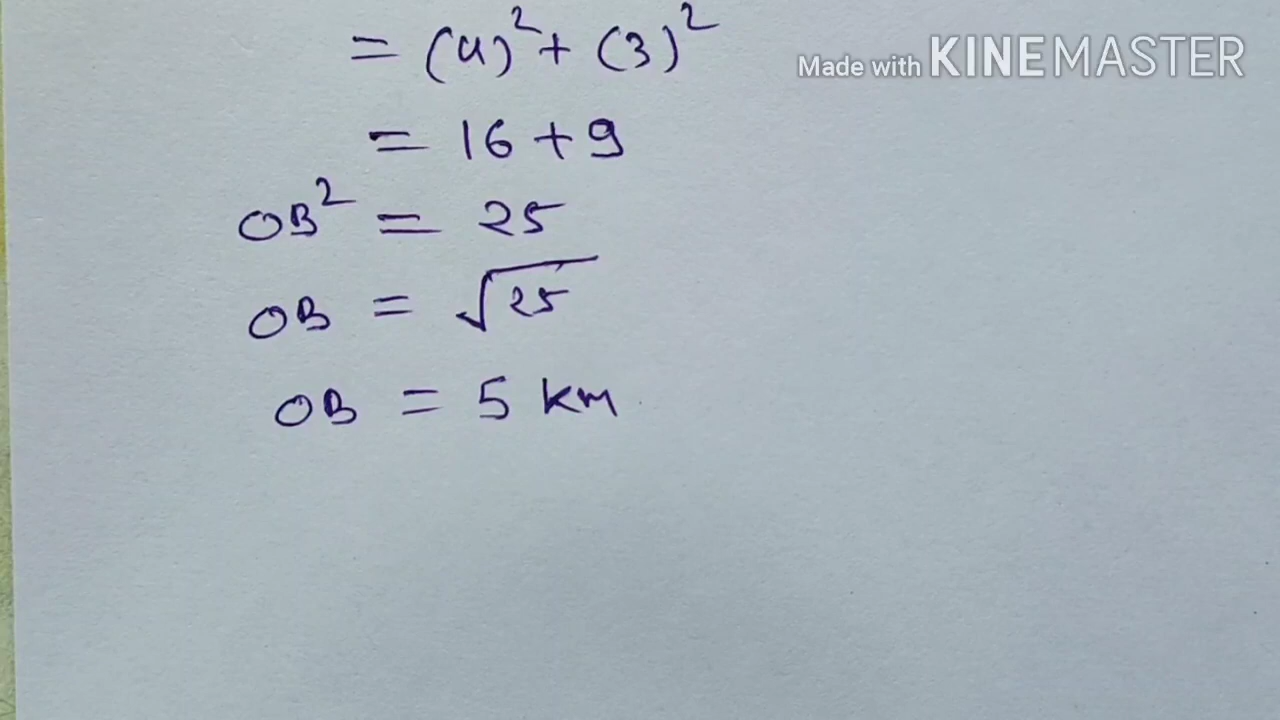 = (4)² + (3)²
Made with KINEMASTER
= 16 + 9
OB² = 25
OB = √25
OB = 5 km